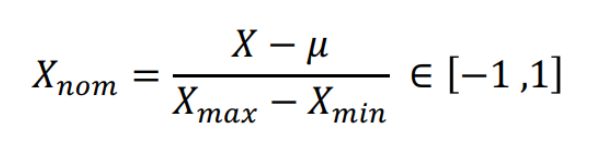 X_nom = (X − μ) / (X_max − X_min) ∈ [−1 ,1]